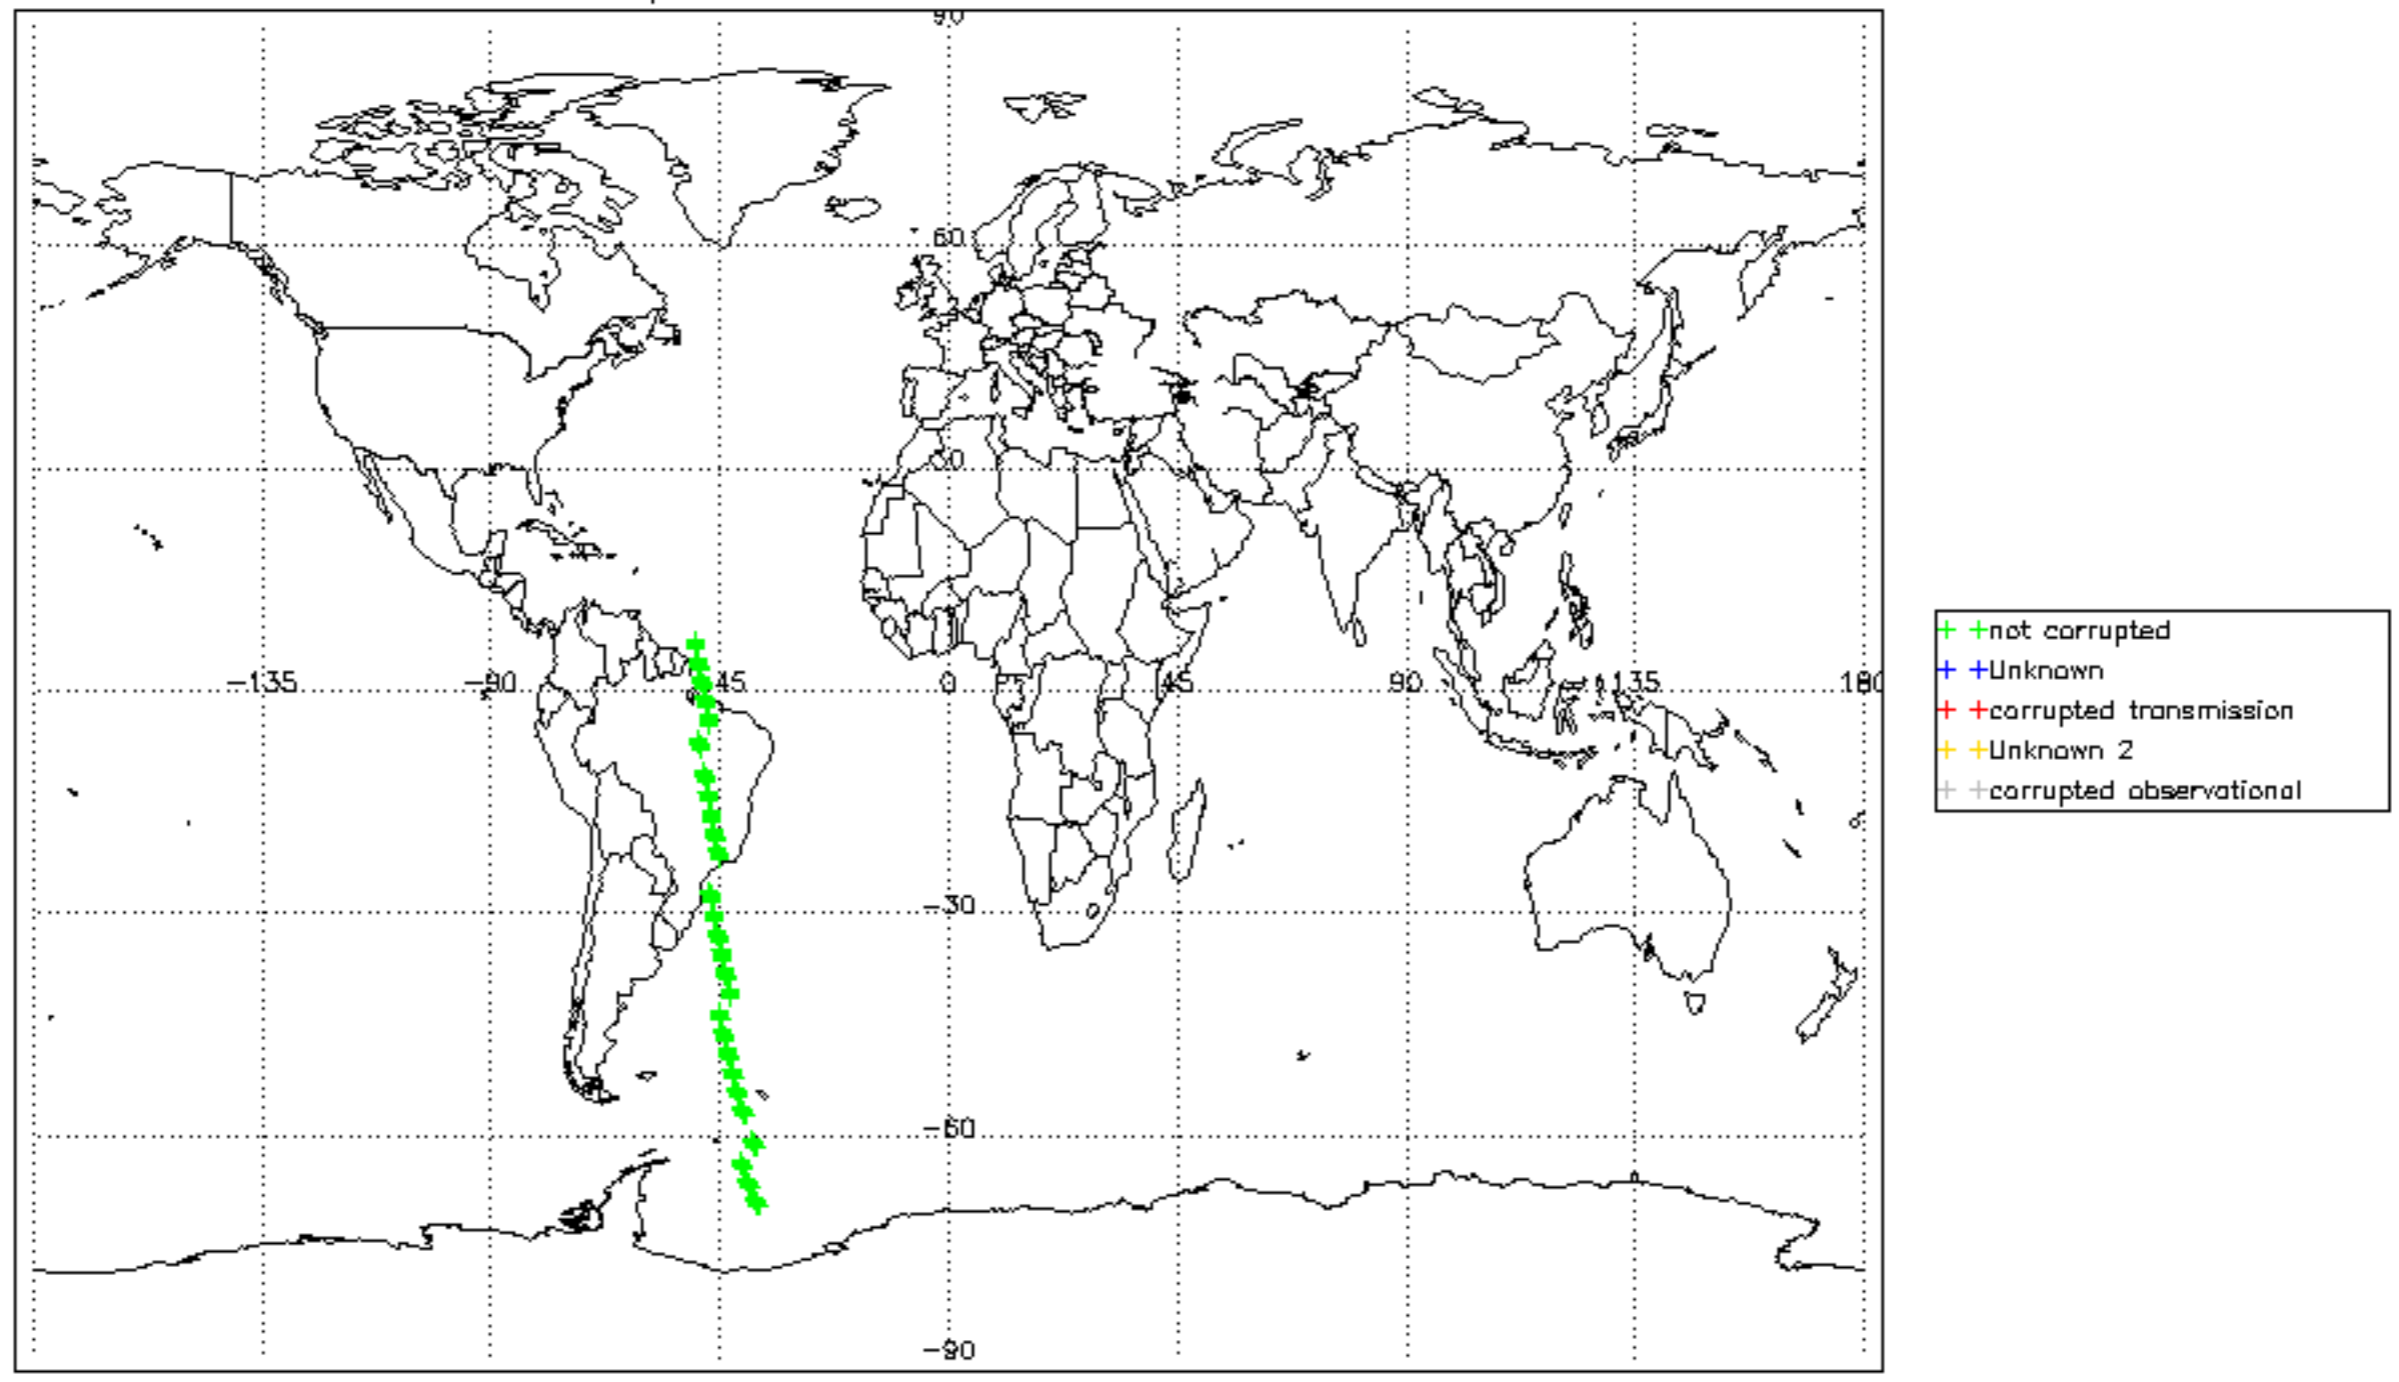 90
60
30
-135 -90 -45 0 45 90 135 180
-30
-60
-90
not corrupted
Unknown
corrupted transmission
Unknown 2
corrupted observational